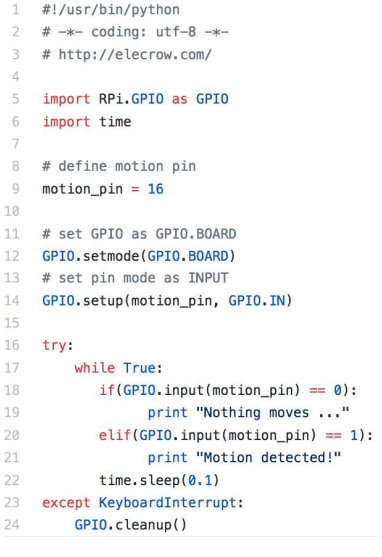 1 #!/usr/bin/python
2 # -*- coding: utf-8 -*-
3 # http://elecrow.com/
4
5 import RPi.GPIO as GPIO
6 import time
7
8 # define motion pin
9 motion_pin = 16
10
11 # set GPIO as GPIO.BOARD
12 GPIO.setmode(GPIO.BOARD)
13 # set pin mode as INPUT
14 GPIO.setup(motion_pin, GPIO.IN)
15
16 try:
17     while True:
18        if(GPIO.input(motion_pin) == 0):
19              print "Nothing moves ..."
20        elif(GPIO.input(motion_pin) == 1):
21              print "Motion detected!"
22        time.sleep(0.1)
23 except KeyboardInterrupt:
24     GPIO.cleanup()